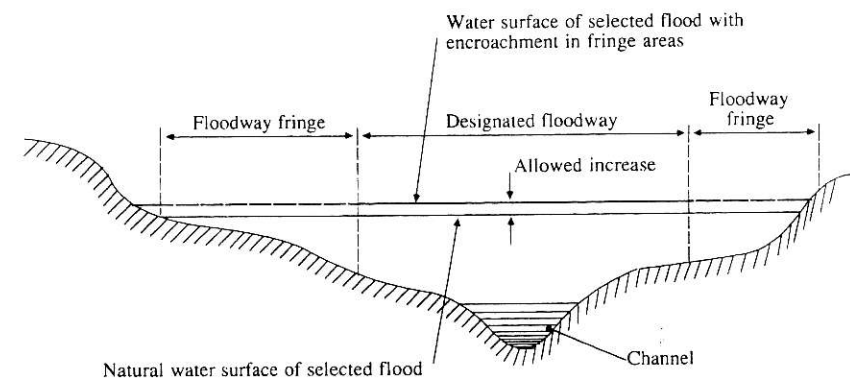 Water surface of selected flood with
encroachment in fringe areas
Floodway fringe
Designated floodway
Floodway
fringe
Allowed increase
Channel
Natural water surface of selected flood